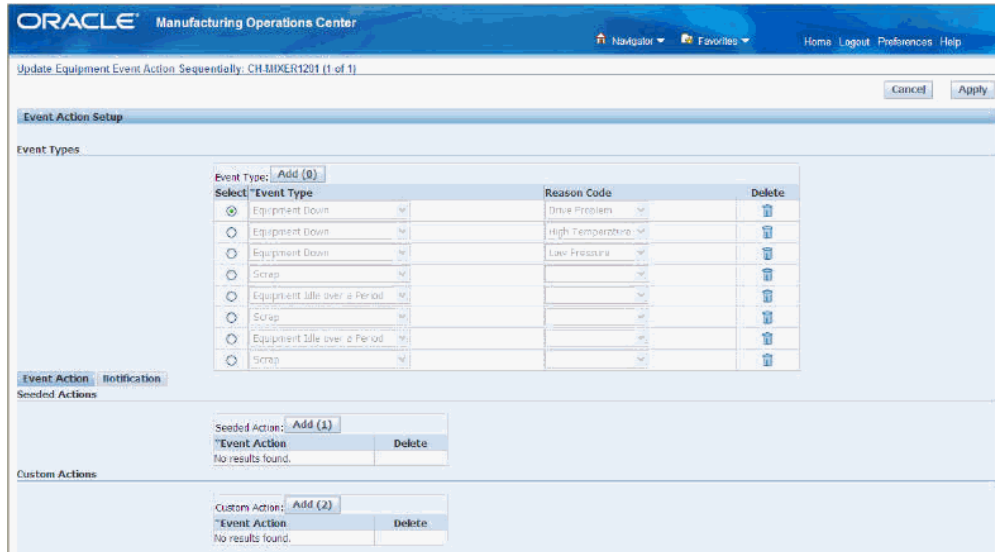 ORACLE® Manufacturing Operations Center
Navigator Favorites Home Logout Preferences Help
Update Equipment Event Action Sequentially: CH-MIXER1201 (1 of 1)
Cancel Apply
Event Action Setup
Event Types
Event Type: Add (0)
Select *Event Type Reason Code Delete
Equipment Down Drive Problem
Equipment Down High Temperature
Equipment Down Low Pressure
Scrap
Equipment Idle over a Period
Scrap
Equipment Idle over a Period
Scrap
Event Action Notification
Seeded Actions
Seeded Action: Add (1)
*Event Action Delete
No results found.
Custom Actions
Custom Action: Add (2)
*Event Action Delete
No results found.